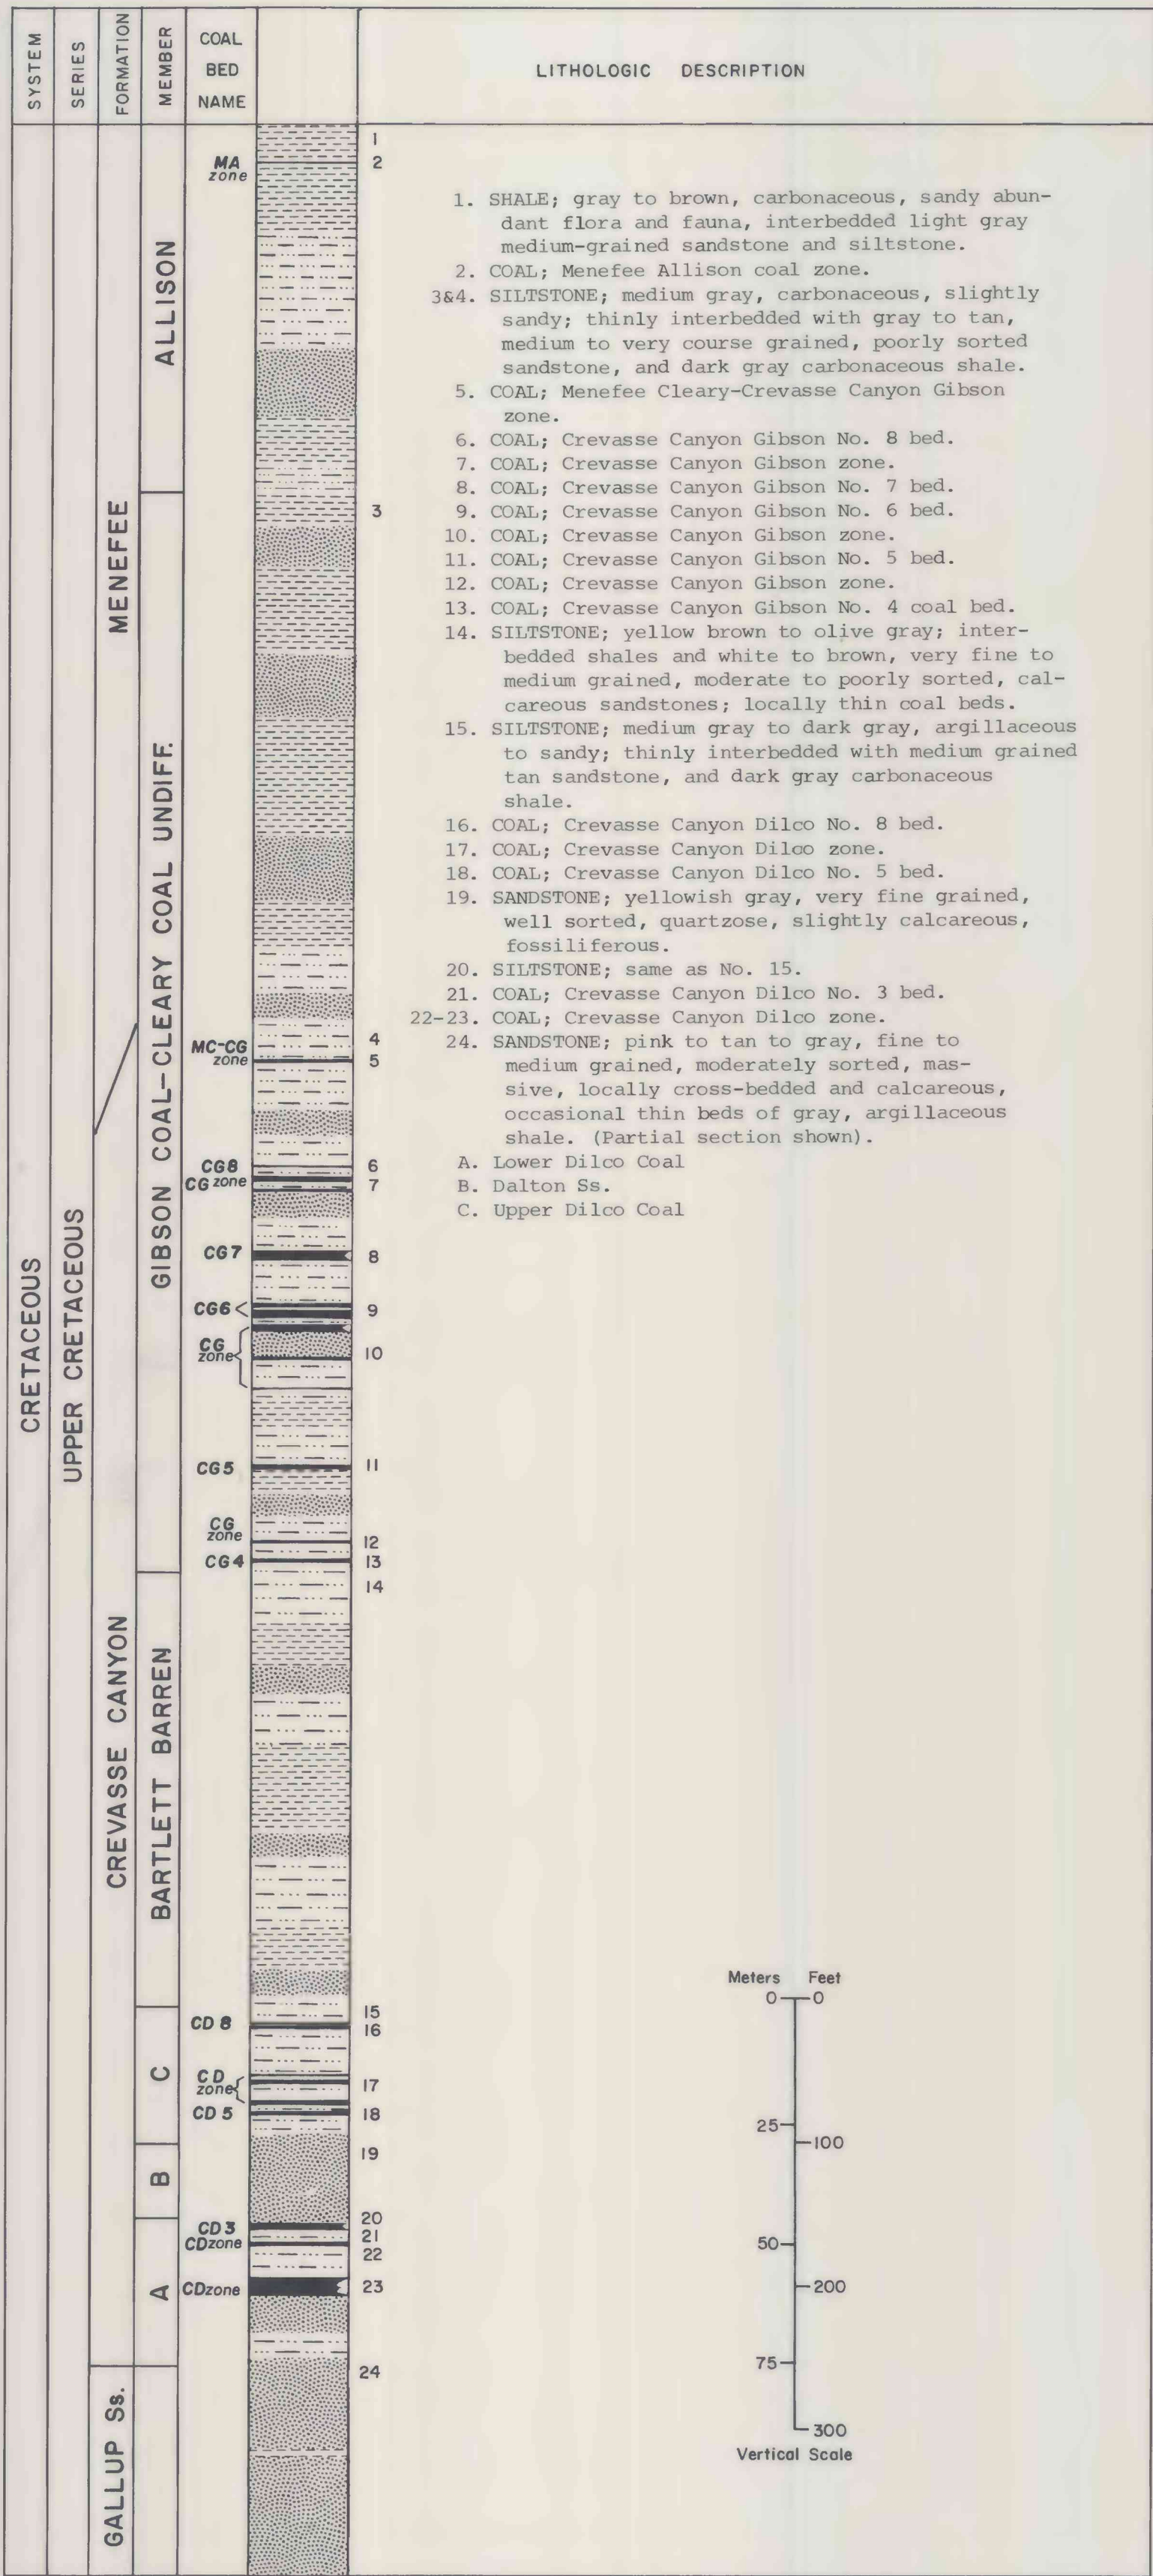 SYSTEM
SERIES
FORMATION
MEMBER
COAL
BED
NAME
LITHOLOGIC DESCRIPTION
CRETACEOUS
UPPER CRETACEOUS
MENEFEE
CREVASSE CANYON
GALLUP Ss.
ALLISON
GIBSON COAL-CLEARY COAL UNDIFF.
BARTLETT BARREN
C
B
A
MA
zone
MC-CG
zone
CG8
CG zone
CG7
CG6
CG
zone
CG5
CG
zone
CG4
CD 8
CD
zone
CD 5
CD3
CDzone
CDzone
1
2
3
4
5
6
7
8
9
10
11
12
13
14
15
16
17
18
19
20
21
22
23
24
1. SHALE; gray to brown, carbonaceous, sandy abun-
dant flora and fauna, interbedded light gray
medium-grained sandstone and siltstone.
2. COAL; Menefee Allison coal zone.
3&4. SILTSTONE; medium gray, carbonaceous, slightly
sandy; thinly interbedded with gray to tan,
medium to very course grained, poorly sorted
sandstone, and dark gray carbonaceous shale.
5. COAL; Menefee Cleary-Crevasse Canyon Gibson
zone.
6. COAL; Crevasse Canyon Gibson No. 8 bed.
7. COAL; Crevasse Canyon Gibson zone.
8. COAL; Crevasse Canyon Gibson No. 7 bed.
9. COAL; Crevasse Canyon Gibson No. 6 bed.
10. COAL; Crevasse Canyon Gibson zone.
11. COAL; Crevasse Canyon Gibson No. 5 bed.
12. COAL; Crevasse Canyon Gibson zone.
13. COAL; Crevasse Canyon Gibson No. 4 coal bed.
14. SILTSTONE; yellow brown to olive gray; inter-
bedded shales and white to brown, very fine to
medium grained, moderate to poorly sorted, cal-
careous sandstones; locally thin coal beds.
15. SILTSTONE; medium gray to dark gray, argillaceous
to sandy; thinly interbedded with medium grained
tan sandstone, and dark gray carbonaceous
shale.
16. COAL; Crevasse Canyon Dilco No. 8 bed.
17. COAL; Crevasse Canyon Dilco zone.
18. COAL; Crevasse Canyon Dilco No. 5 bed.
19. SANDSTONE; yellowish gray, very fine grained,
well sorted, quartzose, slightly calcareous,
fossiliferous.
20. SILTSTONE; same as No. 15.
21. COAL; Crevasse Canyon Dilco No. 3 bed.
22-23. COAL; Crevasse Canyon Dilco zone.
24. SANDSTONE; pink to tan to gray, fine to
medium grained, moderately sorted, mas-
sive, locally cross-bedded and calcareous,
occasional thin beds of gray, argillaceous
shale. (Partial section shown).
A. Lower Dilco Coal
B. Dalton Ss.
C. Upper Dilco Coal
Meters Feet
0 0
25
100
50
200
75
300
Vertical Scale